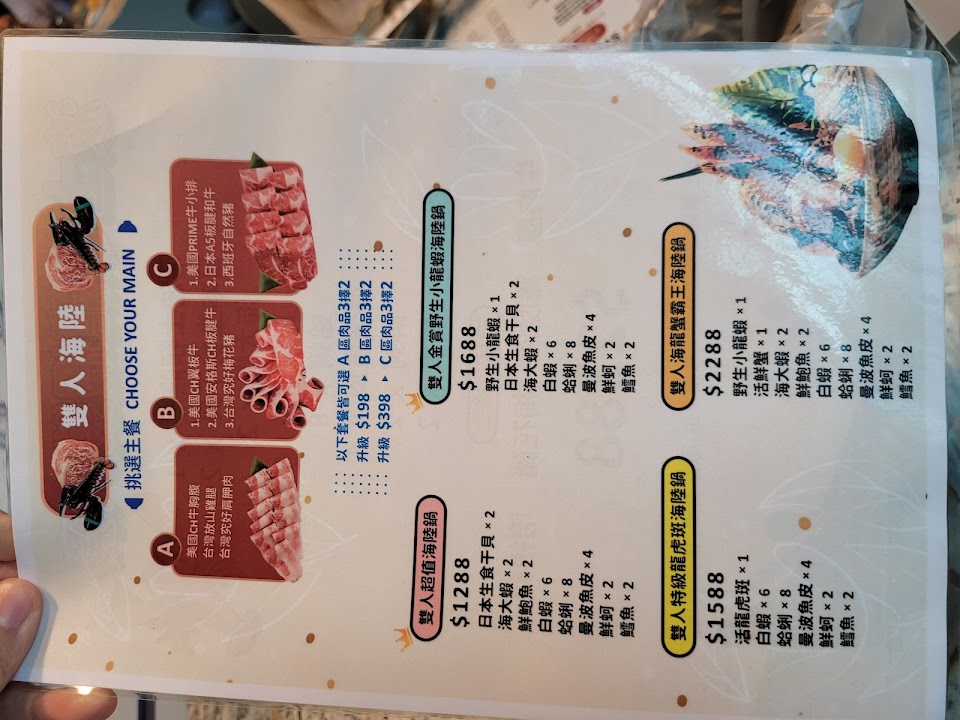 雙人海陸
挑選主餐 CHOOSE YOUR MAIN
A
美國CH牛胸腹
台灣放山雞腿
台灣究好肩胛肉
B
1.美國CH翼板牛
2.美國安格斯CH板腱牛
3.台灣究好梅花豬
C
1.美國PRIME牛小排
2.日本A5板腱和牛
3.西班牙自然豬
以下套餐皆可選 A 區肉品3擇2
升級 $198 ▸ B 區肉品3擇2
升級 $398 ▸ C 區肉品3擇2
雙人超值海陸鍋
$1288
日本生食干貝×2
海大蝦×2
鮮鮑魚×2
白蝦×6
蛤蜊×8
曼波魚皮×4
鮮蚵×2
鱈魚×2
雙人金賞野生小龍蝦海陸鍋
$1688
野生小龍蝦×1
日本生食干貝×2
海大蝦×2
白蝦×6
蛤蜊×8
曼波魚皮×4
鮮蚵×2
鱈魚×2
雙人特級龍虎斑海陸鍋
$1588
活龍虎斑×1
白蝦×6
蛤蜊×8
曼波魚皮×4
鮮蚵×2
鱈魚×2
雙人海龍蟹霸王海陸鍋
$2288
野生小龍蝦×1
活鮮蟹×1
海大蝦×2
鮮鮑魚×2
白蝦×6
蛤蜊×8
曼波魚皮×4
鮮蚵×2
鱈魚×2